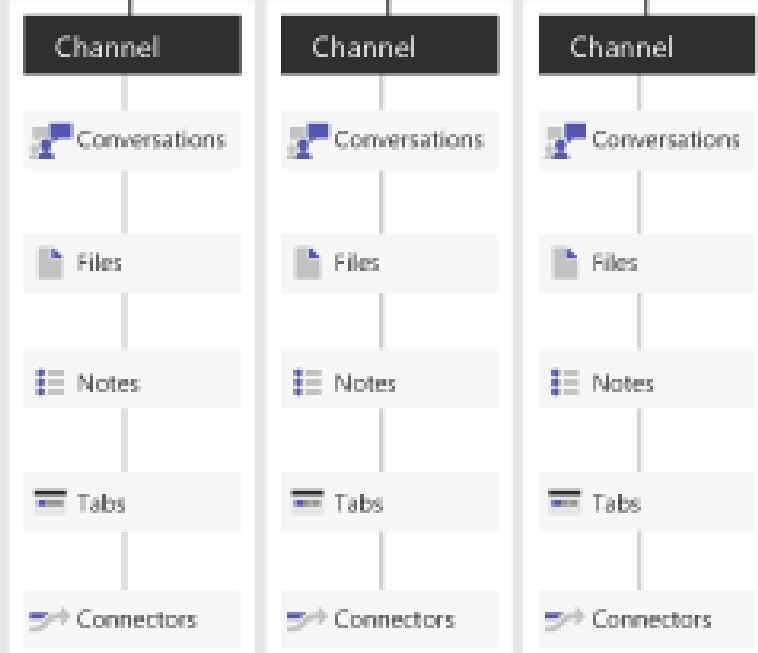 Channel
Conversations
Files
Notes
Tabs
Connectors
Channel
Conversations
Files
Notes
Tabs
Connectors
Channel
Conversations
Files
Notes
Tabs
Connectors